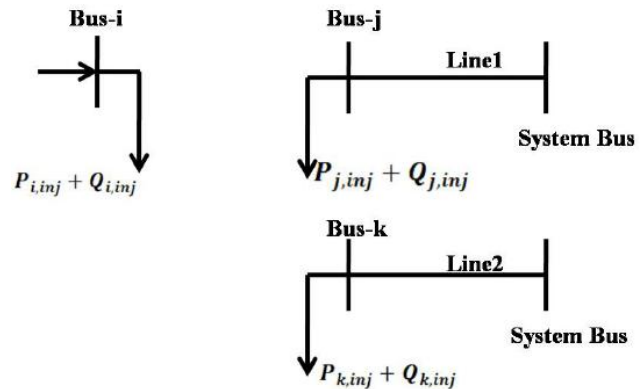 Bus-i
Bus-j
Line1
System Bus
P_{i,inj} + Q_{i,inj}
P_{j,inj} + Q_{j,inj}
Bus-k
Line2
System Bus
P_{k,inj} + Q_{k,inj}